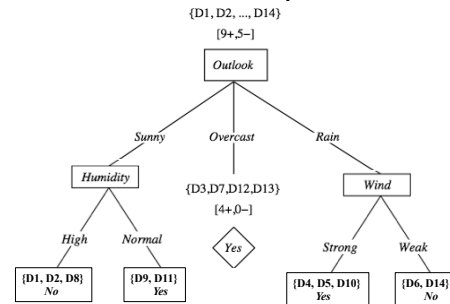 {D1, D2, ..., D14}
[9+,5−]
Outlook
Sunny
Overcast
Rain
Humidity
{D3,D7,D12,D13}
[4+,0−]
Wind
High
Normal
Yes
Strong
Weak
{D1, D2, D8}
No
{D9, D11}
Yes
{D4, D5, D10}
Yes
{D6, D14}
No